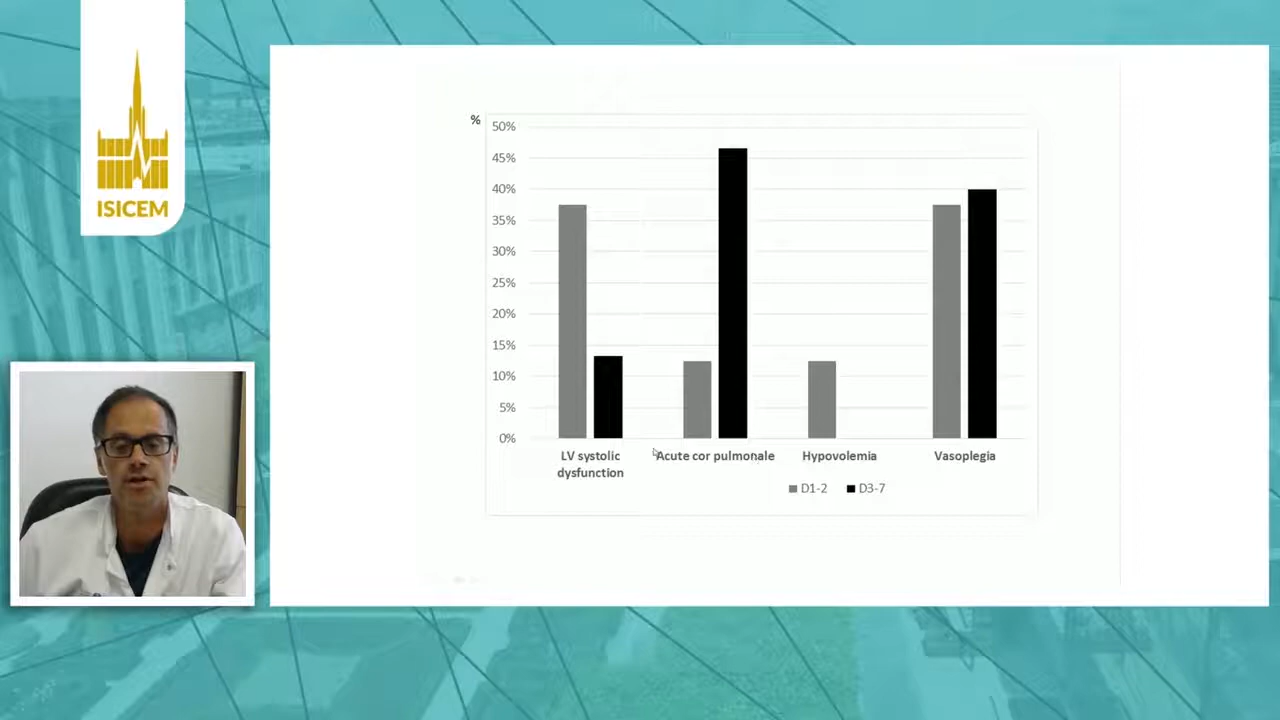 ISICEM
%
50%
45%
40%
35%
30%
25%
20%
15%
10%
5%
0%
LV systolic
dysfunction
Acute cor pulmonale
Hypovolemia
Vasoplegia
D1-2
D3-7